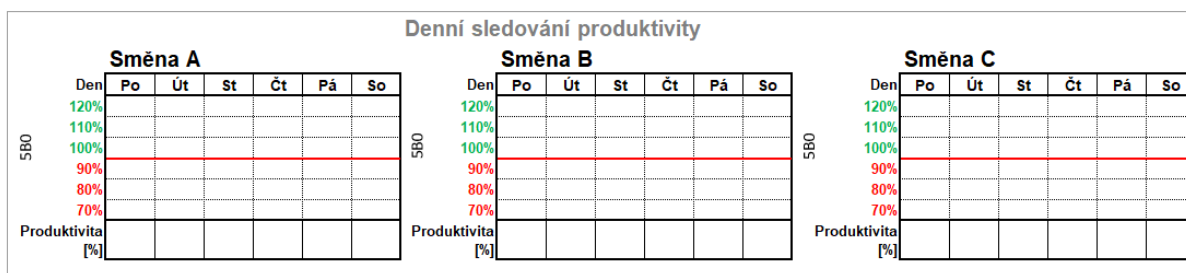 Denní sledování produktivity
Směna A Směna B Směna C
Den Po Út St Čt Pá So Den Po Út St Čt Pá So Den Po Út St Čt Pá So
120% 120% 120%
110% 110% 110%
5B0 100% 5B0 100% 5B0 100%
90% 90% 90%
80% 80% 80%
70% 70% 70%
Produktivita Produktivita Produktivita
[%] [%] [%]